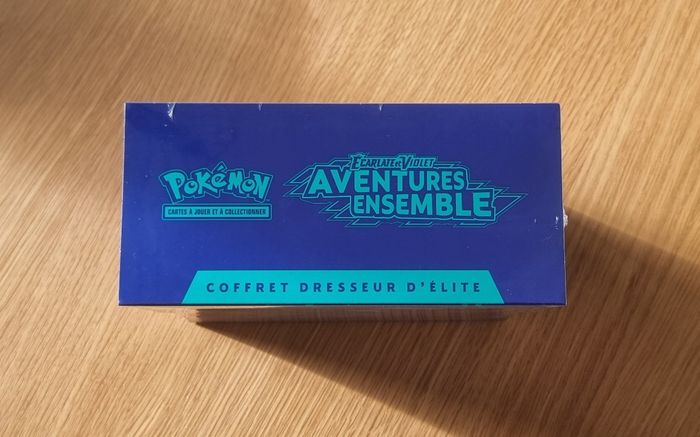 Pokémon
CARTES À JOUER ET À COLLECTIONNER
ÉCARLATE ET VIOLET
AVENTURES
ENSEMBLE
COFFRET DRESSEUR D'ÉLITE